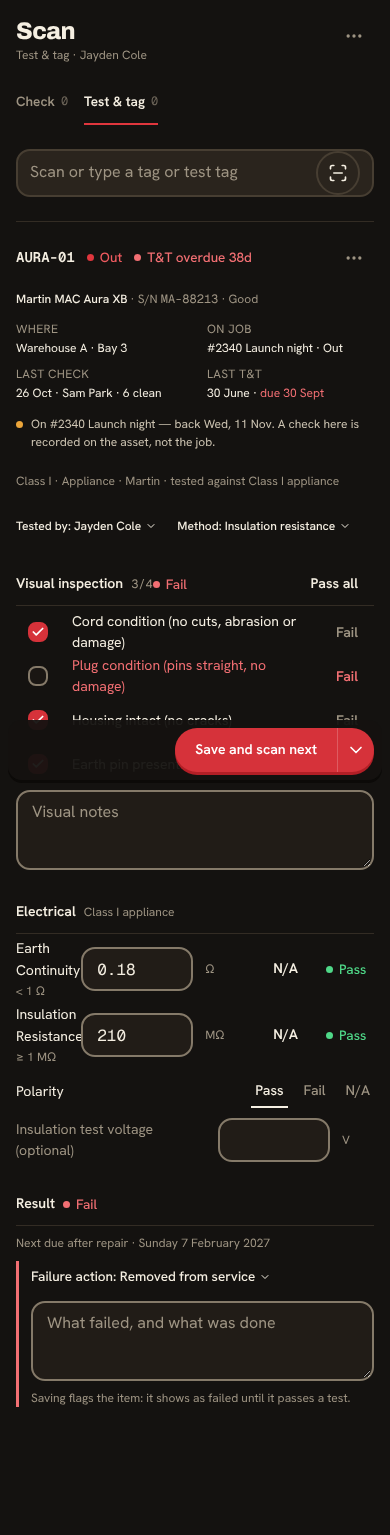 Scan
Test & tag · Jayden Cole
Check 0 Test & tag 0
Scan or type a tag or test tag
AURA-01 Out T&T overdue 38d
Martin MAC Aura XB · S/N MA-88213 · Good
WHERE ON JOB
Warehouse A · Bay 3 #2340 Launch night · Out
LAST CHECK LAST T&T
26 Oct · Sam Park · 6 clean 30 June · due 30 Sept
On #2340 Launch night — back Wed, 11 Nov. A check here is
recorded on the asset, not the job.
Class I · Appliance · Martin · tested against Class I appliance
Tested by: Jayden Cole Method: Insulation resistance
Visual inspection 3/4 Fail Pass all
Cord condition (no cuts, abrasion or
damage) Fail
Plug condition (pins straight, no
damage) Fail
Housing intact (no cracks) Fail
Earth pin present
Save and scan next
Visual notes
Electrical Class I appliance
Earth
Continuity 0.18 Ω N/A Pass
< 1 Ω
Insulation
Resistance 210 MΩ N/A Pass
≥ 1 MΩ
Polarity Pass Fail N/A
Insulation test voltage
(optional) V
Result Fail
Next due after repair · Sunday 7 February 2027
Failure action: Removed from service
What failed, and what was done
Saving flags the item: it shows as failed until it passes a test.